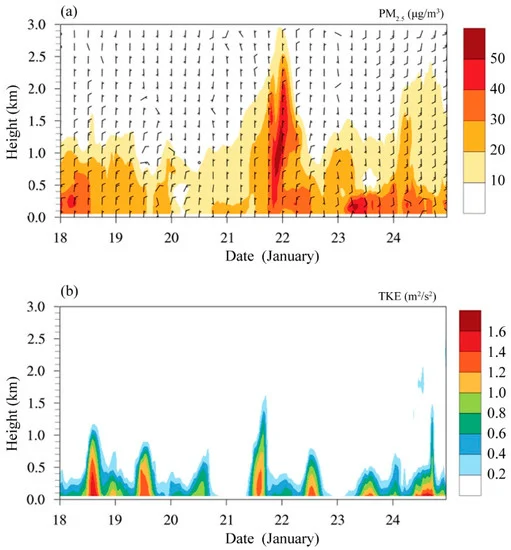 (a)
PM2.5 (μg/m3)
3.0
2.5
2.0
1.5
1.0
0.5
0.0
Height (km)
50
40
30
20
10
18 19 20 21 22 23 24
Date (January)
(b)
TKE (m2/s2)
3.0
2.5
2.0
1.5
1.0
0.5
0.0
Height (km)
1.6
1.4
1.2
1.0
0.8
0.6
0.4
0.2
18 19 20 21 22 23 24
Date (January)